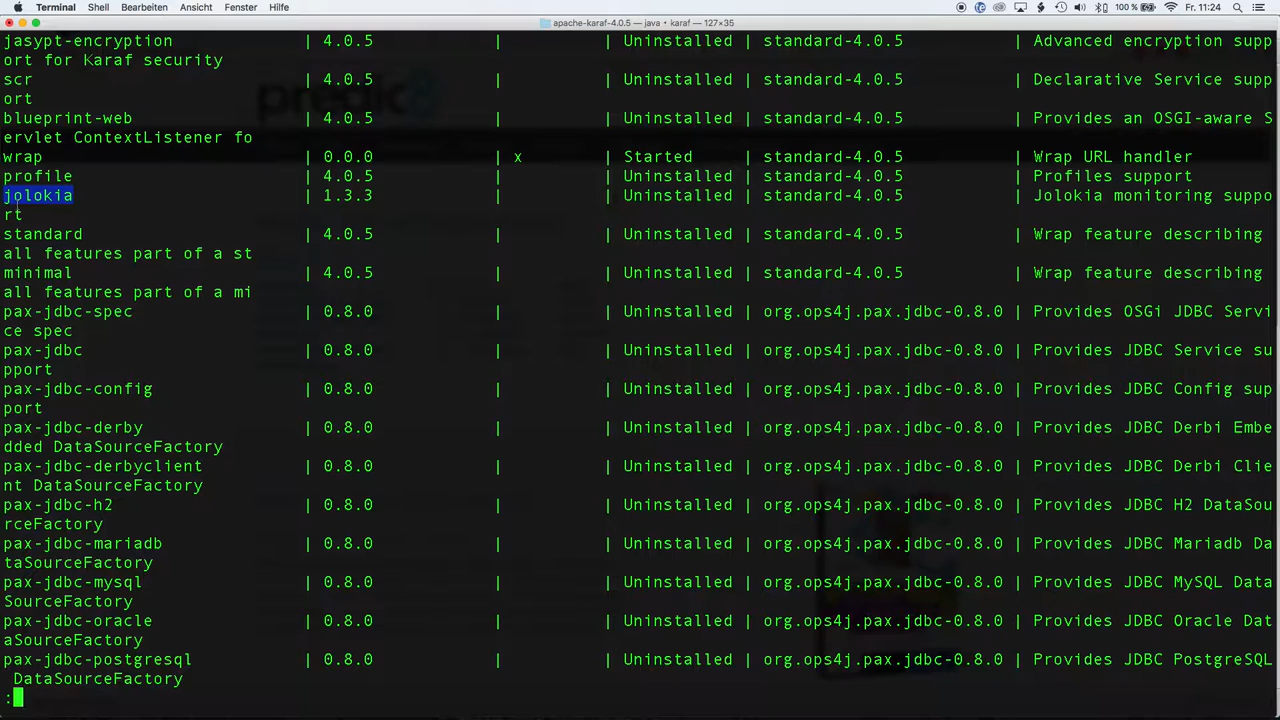 Terminal Shell Bearbeiten Ansicht Fenster Hilfe 100 % Fr. 11:24
apache-karaf-4.0.5 — java • karaf — 127×35
jasypt-encryption | 4.0.5 | | Uninstalled | standard-4.0.5 | Advanced encryption supp
ort for Karaf security
scr | 4.0.5 | | Uninstalled | standard-4.0.5 | Declarative Service supp
ort
blueprint-web | 4.0.5 | | Uninstalled | standard-4.0.5 | Provides an OSGI-aware S
ervlet ContextListener fo
wrap | 0.0.0 | x | Started | standard-4.0.5 | Wrap URL handler
profile | 4.0.5 | | Uninstalled | standard-4.0.5 | Profiles support
jolokia | 1.3.3 | | Uninstalled | standard-4.0.5 | Jolokia monitoring suppo
rt
standard | 4.0.5 | | Uninstalled | standard-4.0.5 | Wrap feature describing
all features part of a st
minimal | 4.0.5 | | Uninstalled | standard-4.0.5 | Wrap feature describing
all features part of a mi
pax-jdbc-spec | 0.8.0 | | Uninstalled | org.ops4j.pax.jdbc-0.8.0 | Provides OSGi JDBC Servi
ce spec
pax-jdbc | 0.8.0 | | Uninstalled | org.ops4j.pax.jdbc-0.8.0 | Provides JDBC Service su
pport
pax-jdbc-config | 0.8.0 | | Uninstalled | org.ops4j.pax.jdbc-0.8.0 | Provides JDBC Config sup
port
pax-jdbc-derby | 0.8.0 | | Uninstalled | org.ops4j.pax.jdbc-0.8.0 | Provides JDBC Derbi Embe
dded DataSourceFactory
pax-jdbc-derbyclient | 0.8.0 | | Uninstalled | org.ops4j.pax.jdbc-0.8.0 | Provides JDBC Derbi Clie
nt DataSourceFactory
pax-jdbc-h2 | 0.8.0 | | Uninstalled | org.ops4j.pax.jdbc-0.8.0 | Provides JDBC H2 DataSou
rceFactory
pax-jdbc-mariadb | 0.8.0 | | Uninstalled | org.ops4j.pax.jdbc-0.8.0 | Provides JDBC Mariadb Da
taSourceFactory
pax-jdbc-mysql | 0.8.0 | | Uninstalled | org.ops4j.pax.jdbc-0.8.0 | Provides JDBC MySQL Data
SourceFactory
pax-jdbc-oracle | 0.8.0 | | Uninstalled | org.ops4j.pax.jdbc-0.8.0 | Provides JDBC Oracle Dat
aSourceFactory
pax-jdbc-postgresql | 0.8.0 | | Uninstalled | org.ops4j.pax.jdbc-0.8.0 | Provides JDBC PostgreSQL
DataSourceFactory
:
predic8